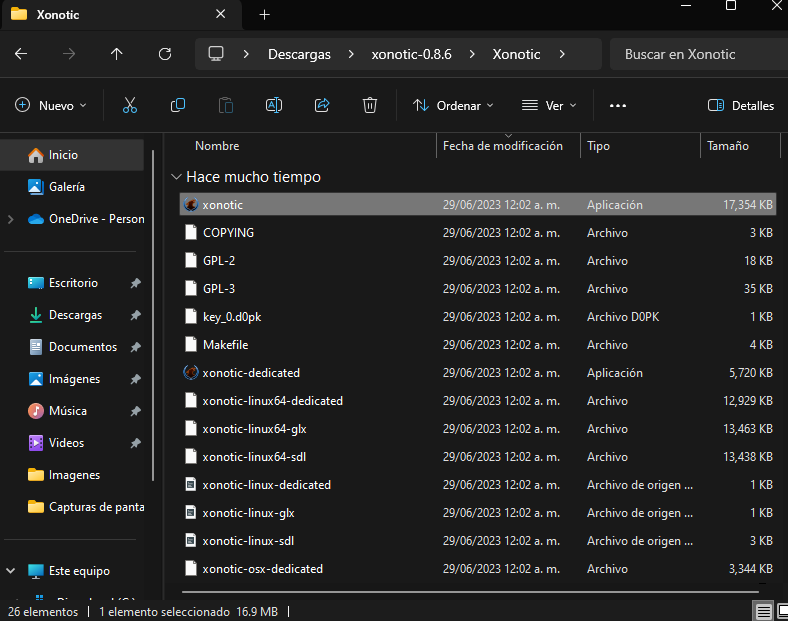 Xonotic
Descargas > xonotic-0.8.6 > Xonotic > Buscar en Xonotic
Nuevo Ordenar Ver Detalles
Nombre Fecha de modificación Tipo Tamaño
Inicio
Galería
OneDrive - Person
Escritorio
Descargas
Documentos
Imágenes
Música
Videos
Imagenes
Capturas de panta
Este equipo
Hace mucho tiempo
xonotic 29/06/2023 12:02 a. m. Aplicación 17,354 KB
COPYING 29/06/2023 12:02 a. m. Archivo 3 KB
GPL-2 29/06/2023 12:02 a. m. Archivo 18 KB
GPL-3 29/06/2023 12:02 a. m. Archivo 35 KB
key_0.d0pk 29/06/2023 12:02 a. m. Archivo D0PK 1 KB
Makefile 29/06/2023 12:02 a. m. Archivo 4 KB
xonotic-dedicated 29/06/2023 12:02 a. m. Aplicación 5,720 KB
xonotic-linux64-dedicated 29/06/2023 12:02 a. m. Archivo 12,929 KB
xonotic-linux64-glx 29/06/2023 12:02 a. m. Archivo 13,463 KB
xonotic-linux64-sdl 29/06/2023 12:02 a. m. Archivo 13,438 KB
xonotic-linux-dedicated 29/06/2023 12:02 a. m. Archivo de origen ... 1 KB
xonotic-linux-glx 29/06/2023 12:02 a. m. Archivo de origen ... 1 KB
xonotic-linux-sdl 29/06/2023 12:02 a. m. Archivo de origen ... 3 KB
xonotic-osx-dedicated 29/06/2023 12:02 a. m. Archivo 3,344 KB
26 elementos | 1 elemento seleccionado 16.9 MB |